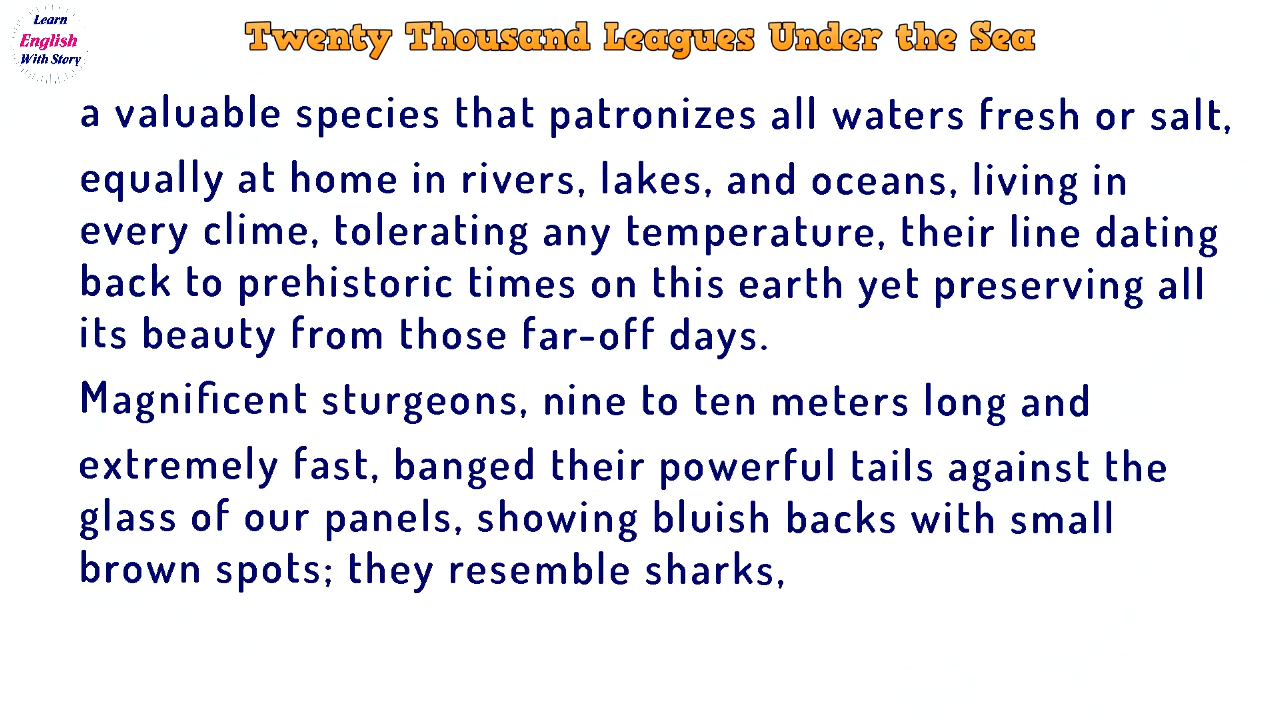 Learn
English
With Story
Twenty Thousand Leagues Under the Sea
a valuable species that patronizes all waters fresh or salt,
equally at home in rivers, lakes, and oceans, living in
every clime, tolerating any temperature, their line dating
back to prehistoric times on this earth yet preserving all
its beauty from those far-off days.
Magnificent sturgeons, nine to ten meters long and
extremely fast, banged their powerful tails against the
glass of our panels, showing bluish backs with small
brown spots; they resemble sharks,